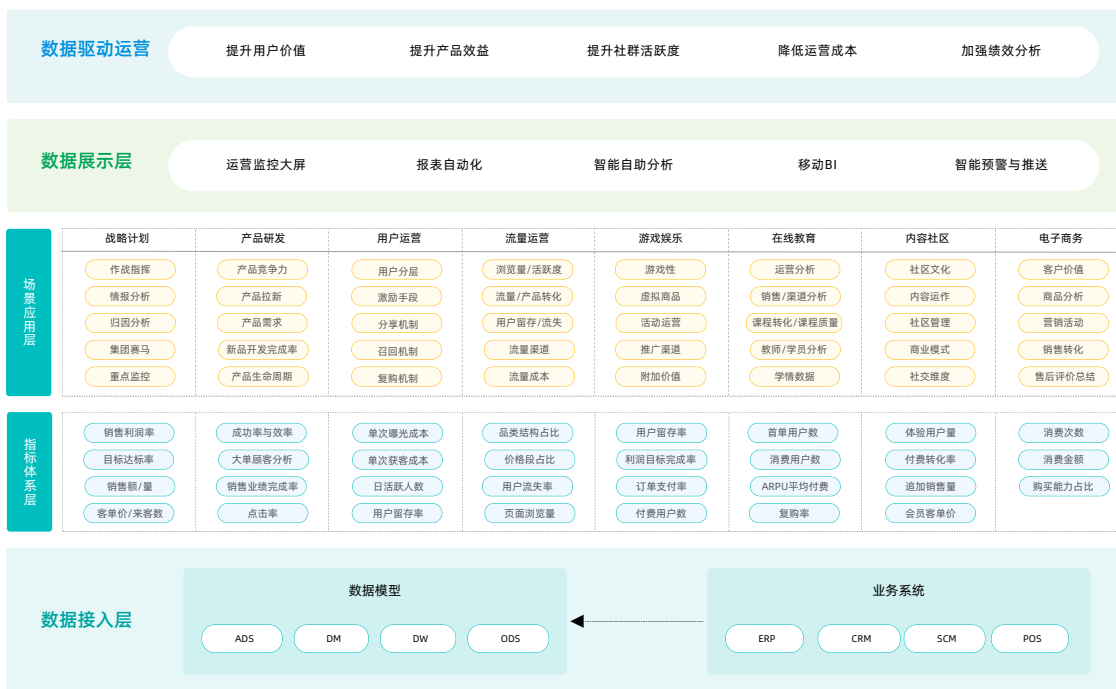 数据驱动运营
提升用户价值 提升产品效益 提升社群活跃度 降低运营成本 加强绩效分析
数据展示层
运营监控大屏 报表自动化 智能自助分析 移动BI 智能预警与推送
场景应用层
战略计划 产品研发 用户运营 流量运营 游戏娱乐 在线教育 内容社区 电子商务
作战指挥 产品竞争力 用户分层 浏览量/活跃度 游戏性 运营分析 社区文化 客户价值
情报分析 产品拉新 激励手段 流量/产品转化 虚拟商品 销售/渠道分析 内容运作 商品分析
归因分析 产品需求 分享机制 用户留存/流失 活动运营 课程转化/课程质量 社区管理 营销活动
集团赛马 新品开发完成率 召回机制 流量渠道 推广渠道 教师/学员分析 商业模式 销售转化
重点监控 产品生命周期 复购机制 流量成本 附加价值 学情数据 社交维度 售后评价总结
指标体系层
销售利润率 成功率与效率 单次曝光成本 品类结构占比 用户留存率 首单用户数 体验用户量 消费次数
目标达标率 大单顾客分析 单次获客成本 价格段占比 利润目标完成率 消费用户数 付费转化率 消费金额
销售额/量 销售业绩完成率 日活跃人数 用户流失率 订单支付率 ARPU平均付费 追加销售量 购买能力占比
客单价/来客数 点击率 用户留存率 页面浏览量 付费用户数 复购率 会员客单价
数据接入层
数据模型 业务系统
ADS DM DW ODS ERP CRM SCM POS